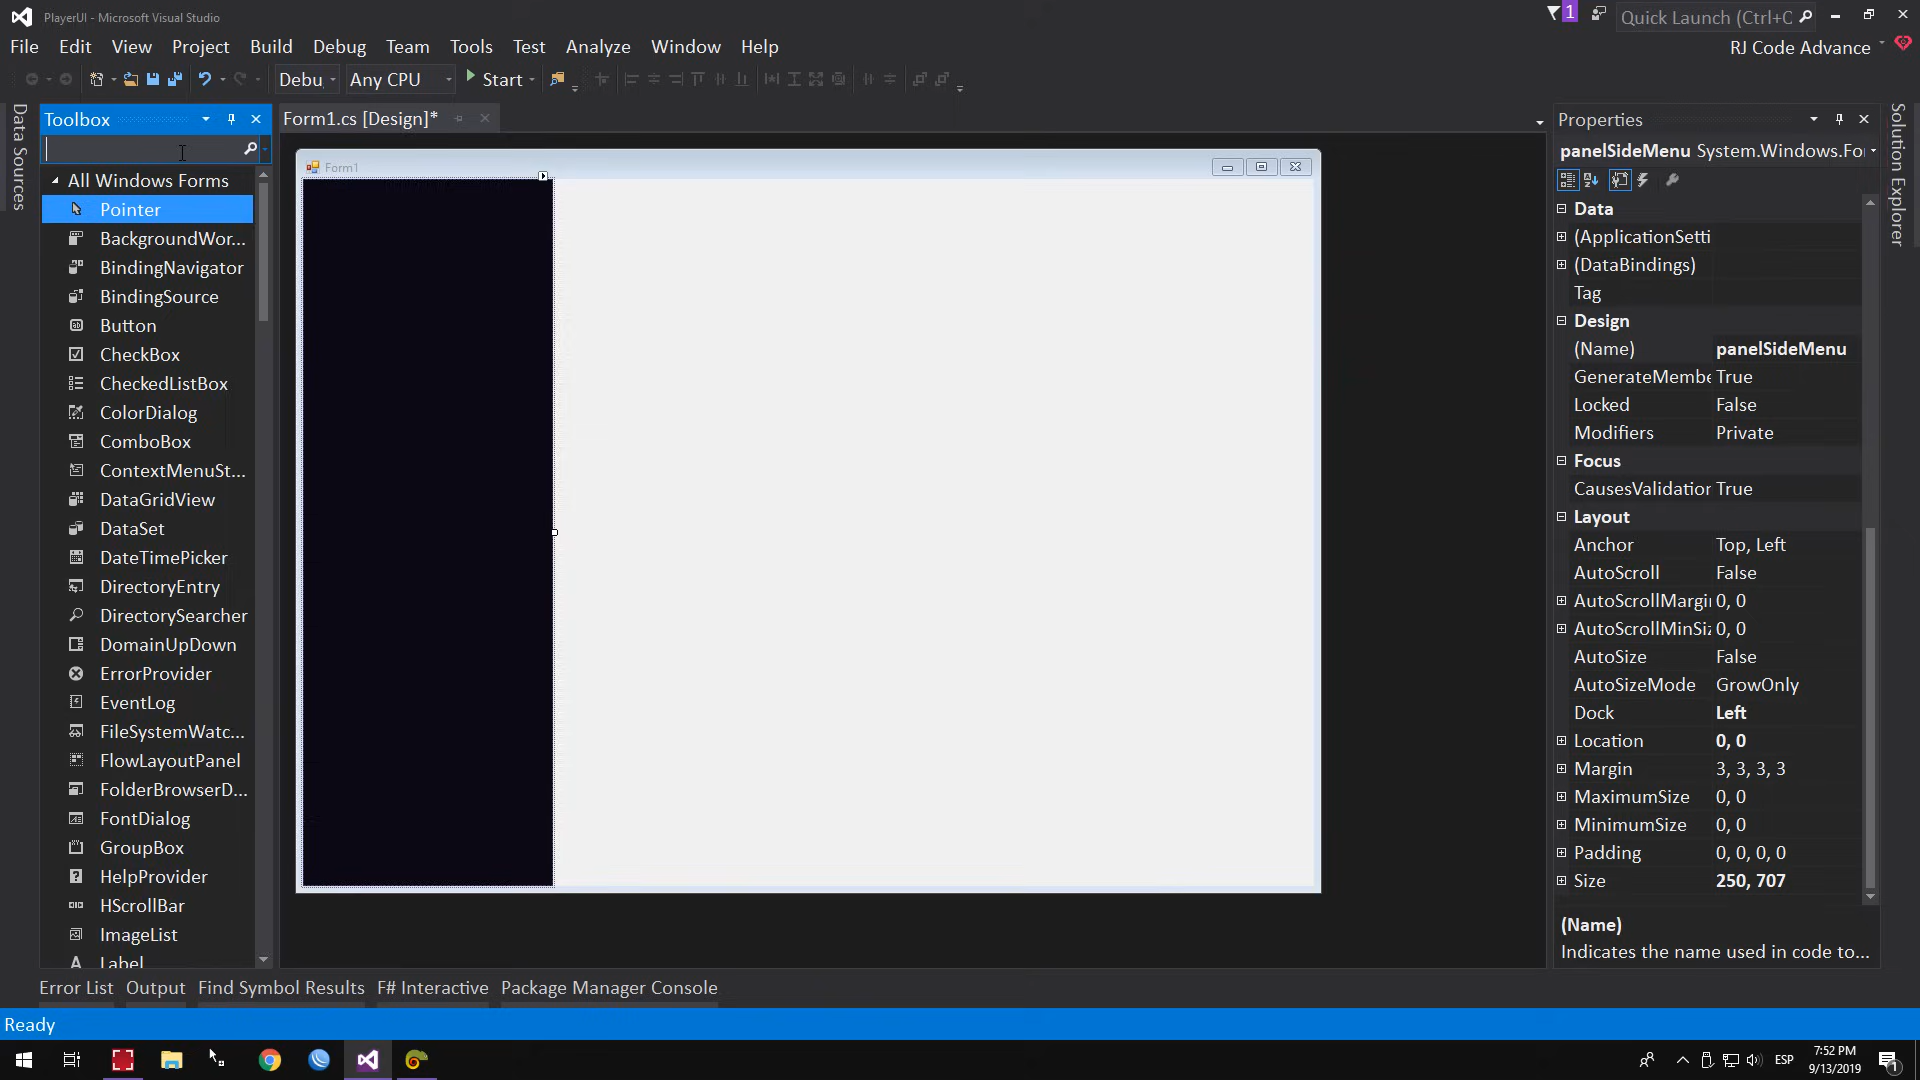 PlayerUI - Microsoft Visual Studio
1
Quick Launch (Ctrl+Q
File Edit View Project Build Debug Team Tools Test Analyze Window Help
RJ Code Advance
Debu Any CPU Start
Data Sources
Toolbox
Form1.cs [Design]*
Form1
All Windows Forms
Pointer
BackgroundWor...
BindingNavigator
BindingSource
Button
CheckBox
CheckedListBox
ColorDialog
ComboBox
ContextMenuSt...
DataGridView
DataSet
DateTimePicker
DirectoryEntry
DirectorySearcher
DomainUpDown
ErrorProvider
EventLog
FileSystemWatc...
FlowLayoutPanel
FolderBrowserD...
FontDialog
GroupBox
HelpProvider
HScrollBar
ImageList
Label
Properties
panelSideMenu System.Windows.Fo
Data
(ApplicationSetti
(DataBindings)
Tag
Design
(Name) panelSideMenu
GenerateMembe True
Locked False
Modifiers Private
Focus
CausesValidation True
Layout
Anchor Top, Left
AutoScroll False
AutoScrollMargi 0, 0
AutoScrollMinSiz 0, 0
AutoSize False
AutoSizeMode GrowOnly
Dock Left
Location 0, 0
Margin 3, 3, 3, 3
MaximumSize 0, 0
MinimumSize 0, 0
Padding 0, 0, 0, 0
Size 250, 707
(Name)
Indicates the name used in code to...
Solution Explorer
Error List Output Find Symbol Results F# Interactive Package Manager Console
Ready
ESP
7:52 PM
9/13/2019
1